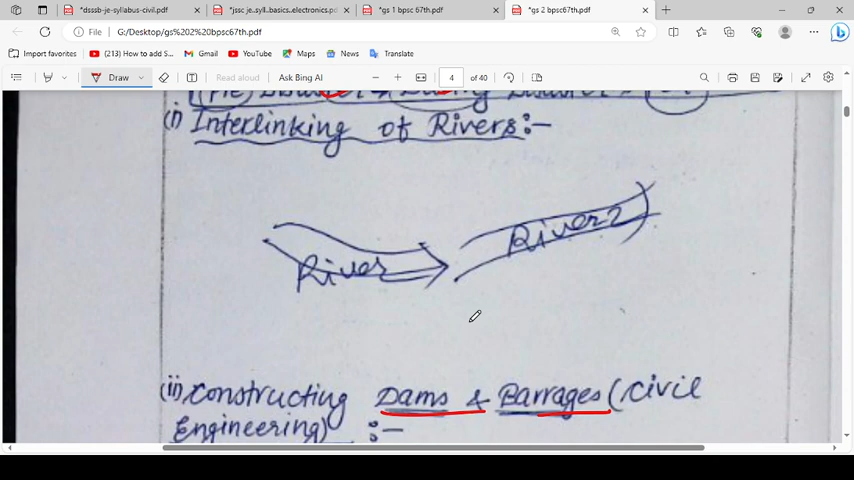 *dsssb-je-syllabus-civil.pdf
*jssc je.syll..basics..electronics.pd
*gs 1 bpsc 67th.pdf
*gs 2 bpsc67th.pdf
File
G:/Desktop/gs%202%20bpsc67th.pdf
Import favorites
(213) How to add S...
Gmail
YouTube
Maps
News
Translate
Draw
Read aloud
Ask Bing AI
4
of 40
(i) Interlinking of Rivers:-
River
River 2
(ii) Constructing Dams & Barrages (Civil
Engineering) :-